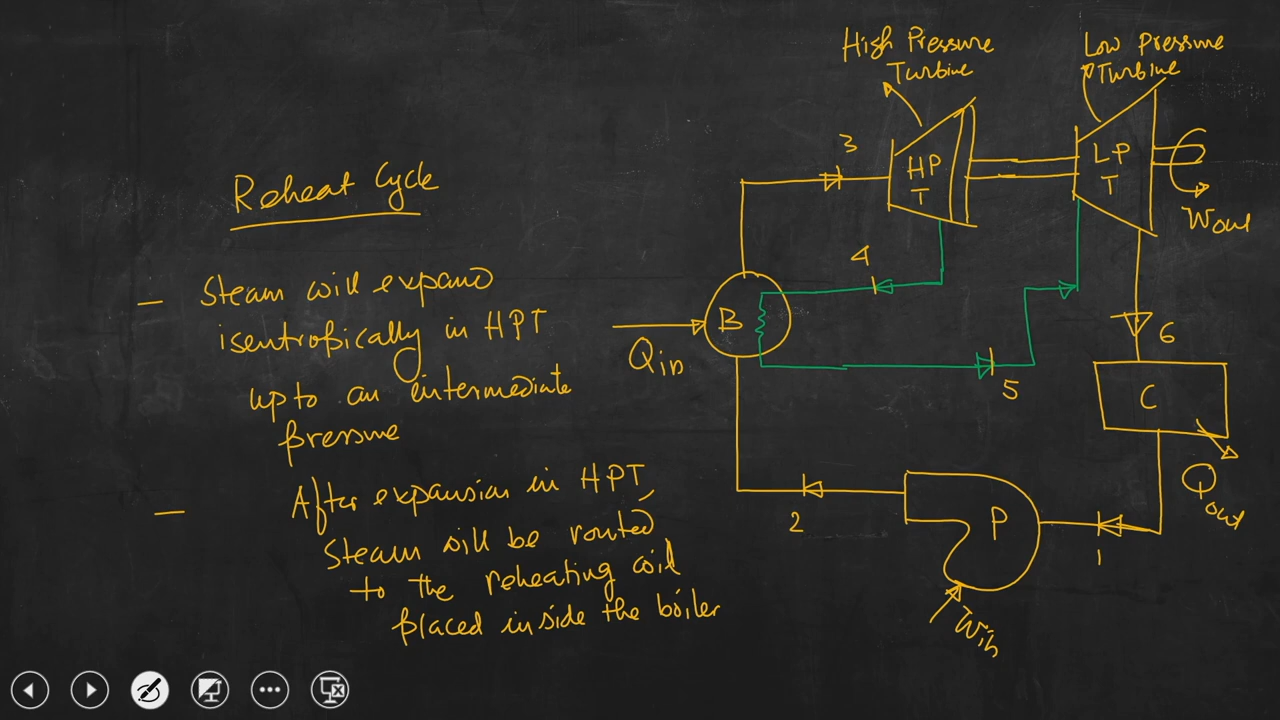 Reheat Cycle
– Steam will expand
isentropically in HPT
upto an intermediate
pressure
– After expansion in HPT,
Steam will be routed
to the reheating coil
placed inside the boiler
High Pressure
Turbine
Low Pressure
Turbine
3
HP
T
LP
T
Wout
4
B
Qin
5
6
C
Qout
2
P
1
Win